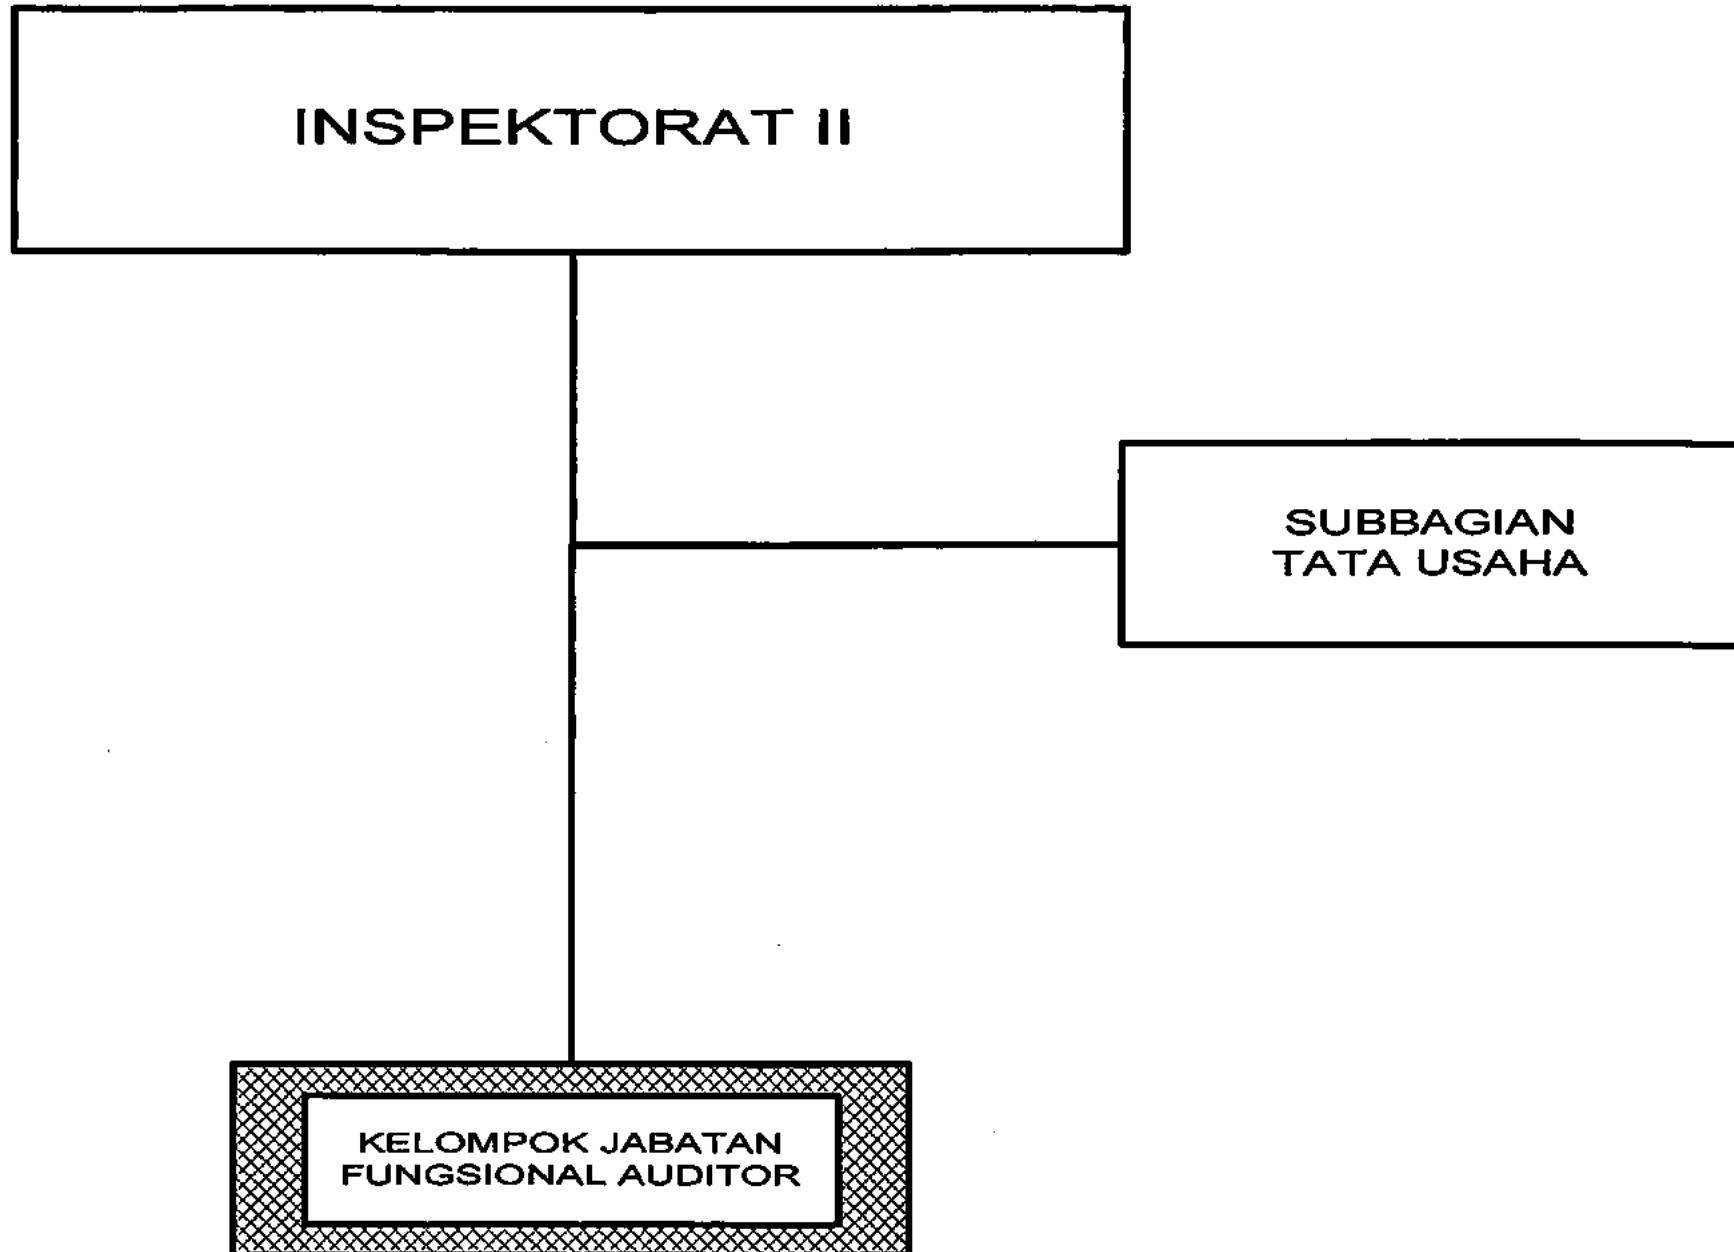 INSPEKTORAT II
SUBBAGIAN
TATA USAHA
KELOMPOK JABATAN
FUNGSIONAL AUDITOR